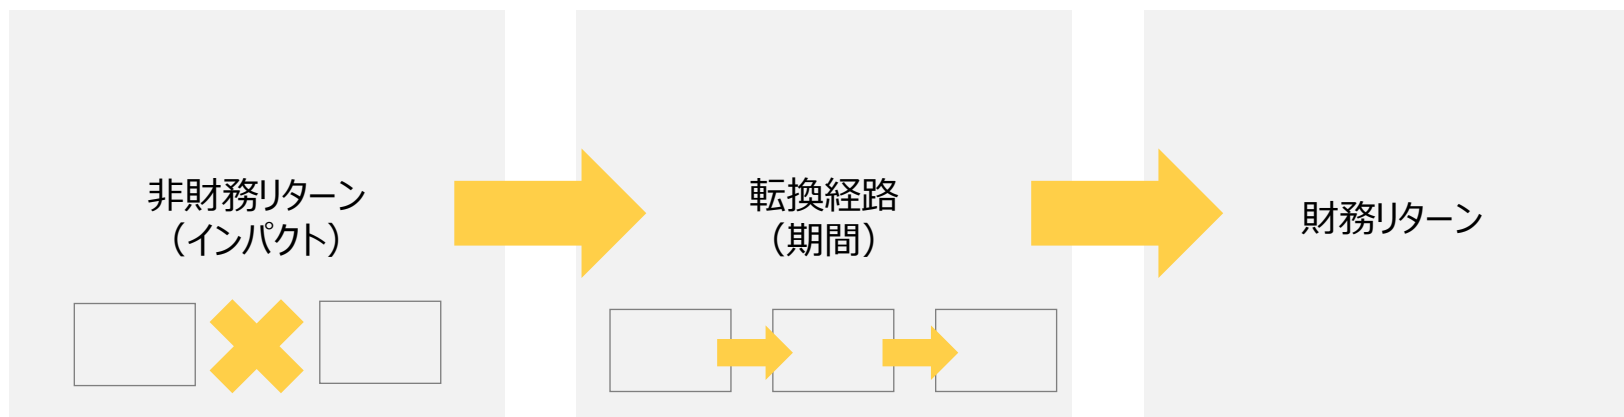 非財務リターン
（インパクト）
転換経路
（期間）
財務リターン